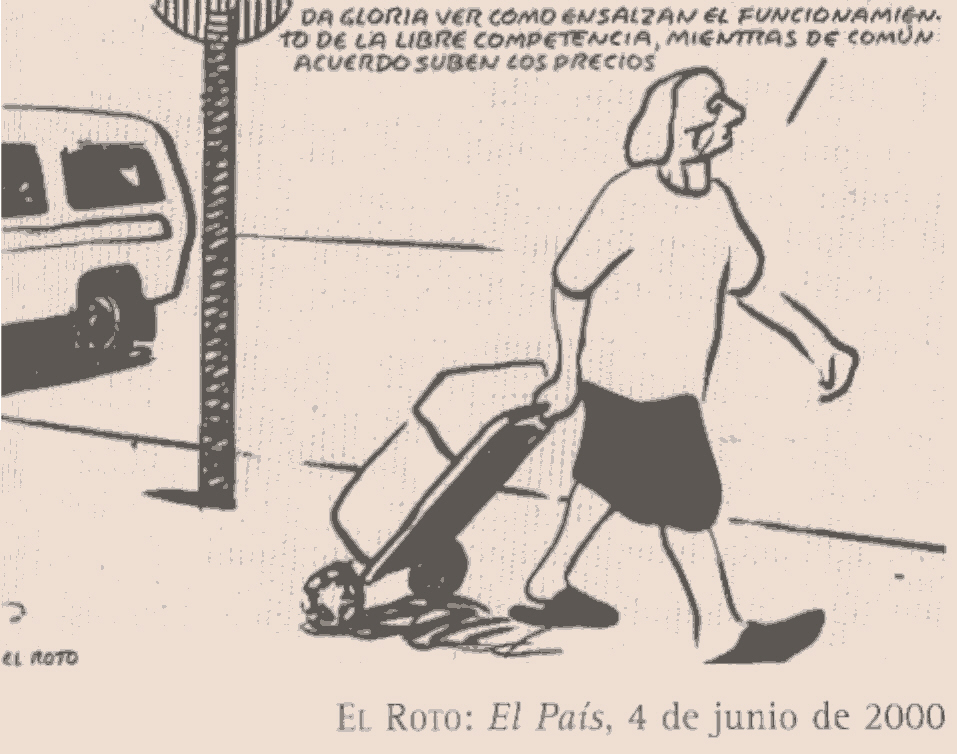 DA GLORIA VER CÓMO ENSALZAN EL FUNCIONAMIEN-
TO DE LA LIBRE COMPETENCIA, MIENTRAS DE COMÚN
ACUERDO SUBEN LOS PRECIOS
EL ROTO
EL ROTO: El País, 4 de junio de 2000